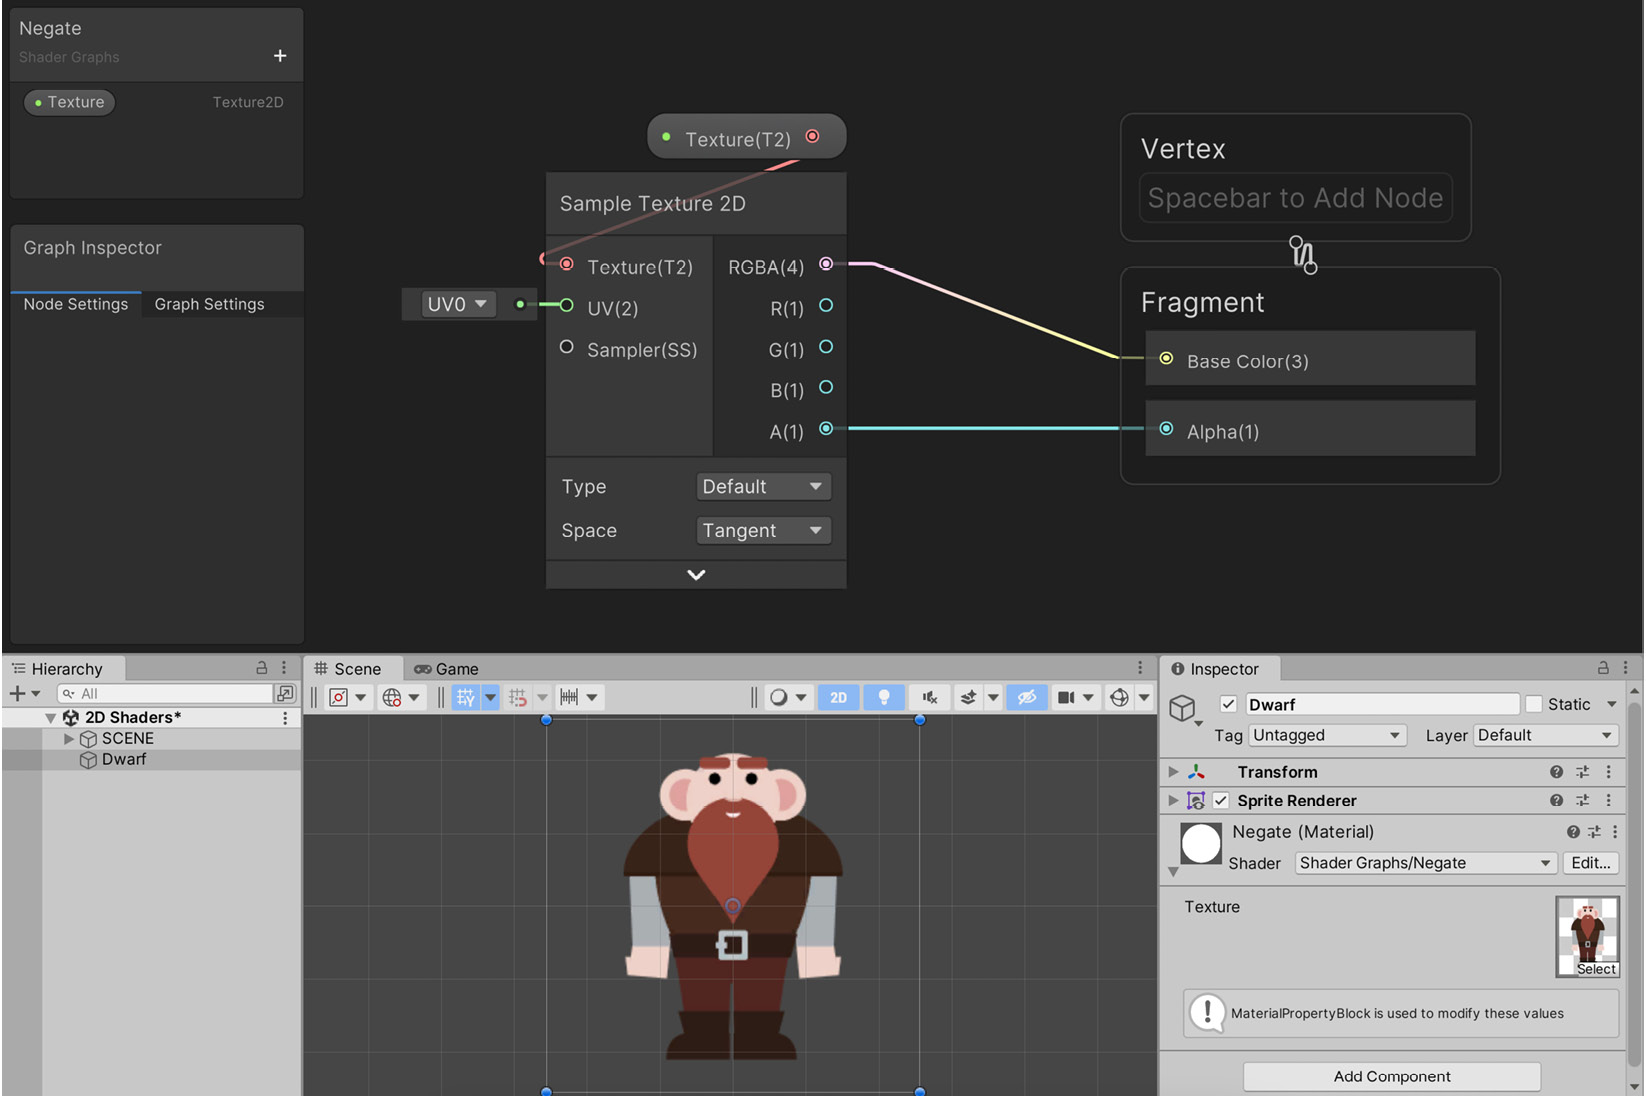 Negate
Shader Graphs
+
Texture
Texture2D
Graph Inspector
Node Settings
Graph Settings
Texture(T2)
Sample Texture 2D
Texture(T2)
RGBA(4)
UV0
UV(2)
R(1)
Sampler(SS)
G(1)
B(1)
A(1)
Type
Default
Space
Tangent
Vertex
Spacebar to Add Node
Fragment
Base Color(3)
Alpha(1)
Hierarchy
All
2D Shaders*
SCENE
Dwarf
Scene
Game
2D
Inspector
Dwarf
Static
Tag Untagged
Layer Default
Transform
Sprite Renderer
Negate (Material)
Shader Shader Graphs/Negate
Edit...
Texture
Select
MaterialPropertyBlock is used to modify these values
Add Component